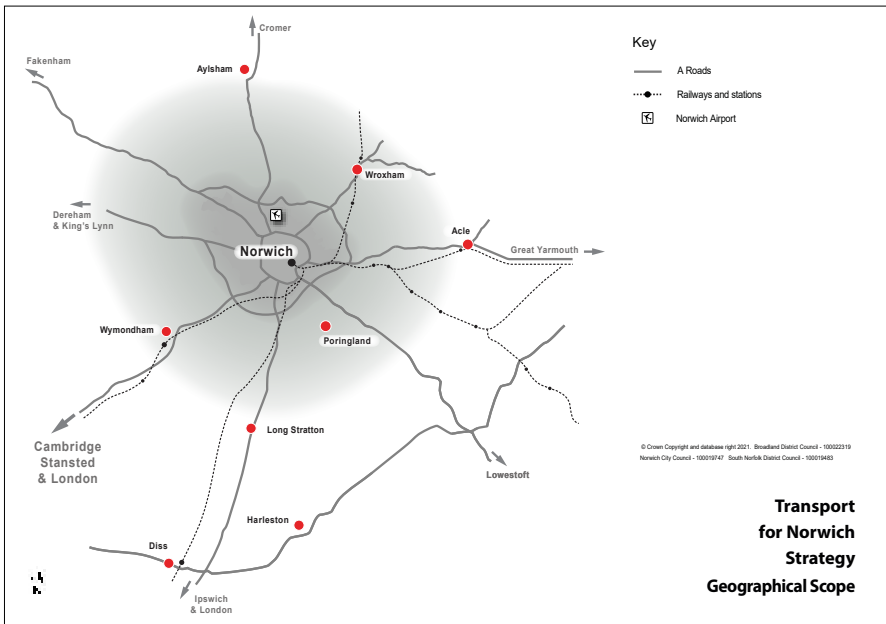 Cromer
Fakenham
Aylsham
Wroxham
Dereham
& King's Lynn
Norwich
Acle
Great Yarmouth
Wymondham
Poringland
Cambridge
Stansted
& London
Long Stratton
Lowestoft
Harleston
Diss
Ipswich
& London
Key
A Roads
Railways and stations
Norwich Airport
© Crown Copyright and database right 2021. Broadland District Council - 100022319
Norwich City Council - 100019747 South Norfolk District Council - 100019483
Transport
for Norwich
Strategy
Geographical Scope